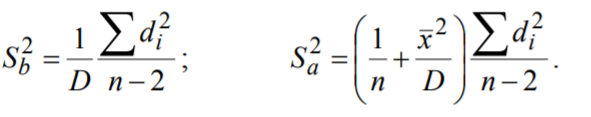 $S_b^2 = \frac{1}{D} \frac{\sum d_i^2}{n-2}$ ; $S_a^2 = \left( \frac{1}{n} + \frac{\overline{x}^2}{D} \right) \frac{\sum d_i^2}{n-2}$ .